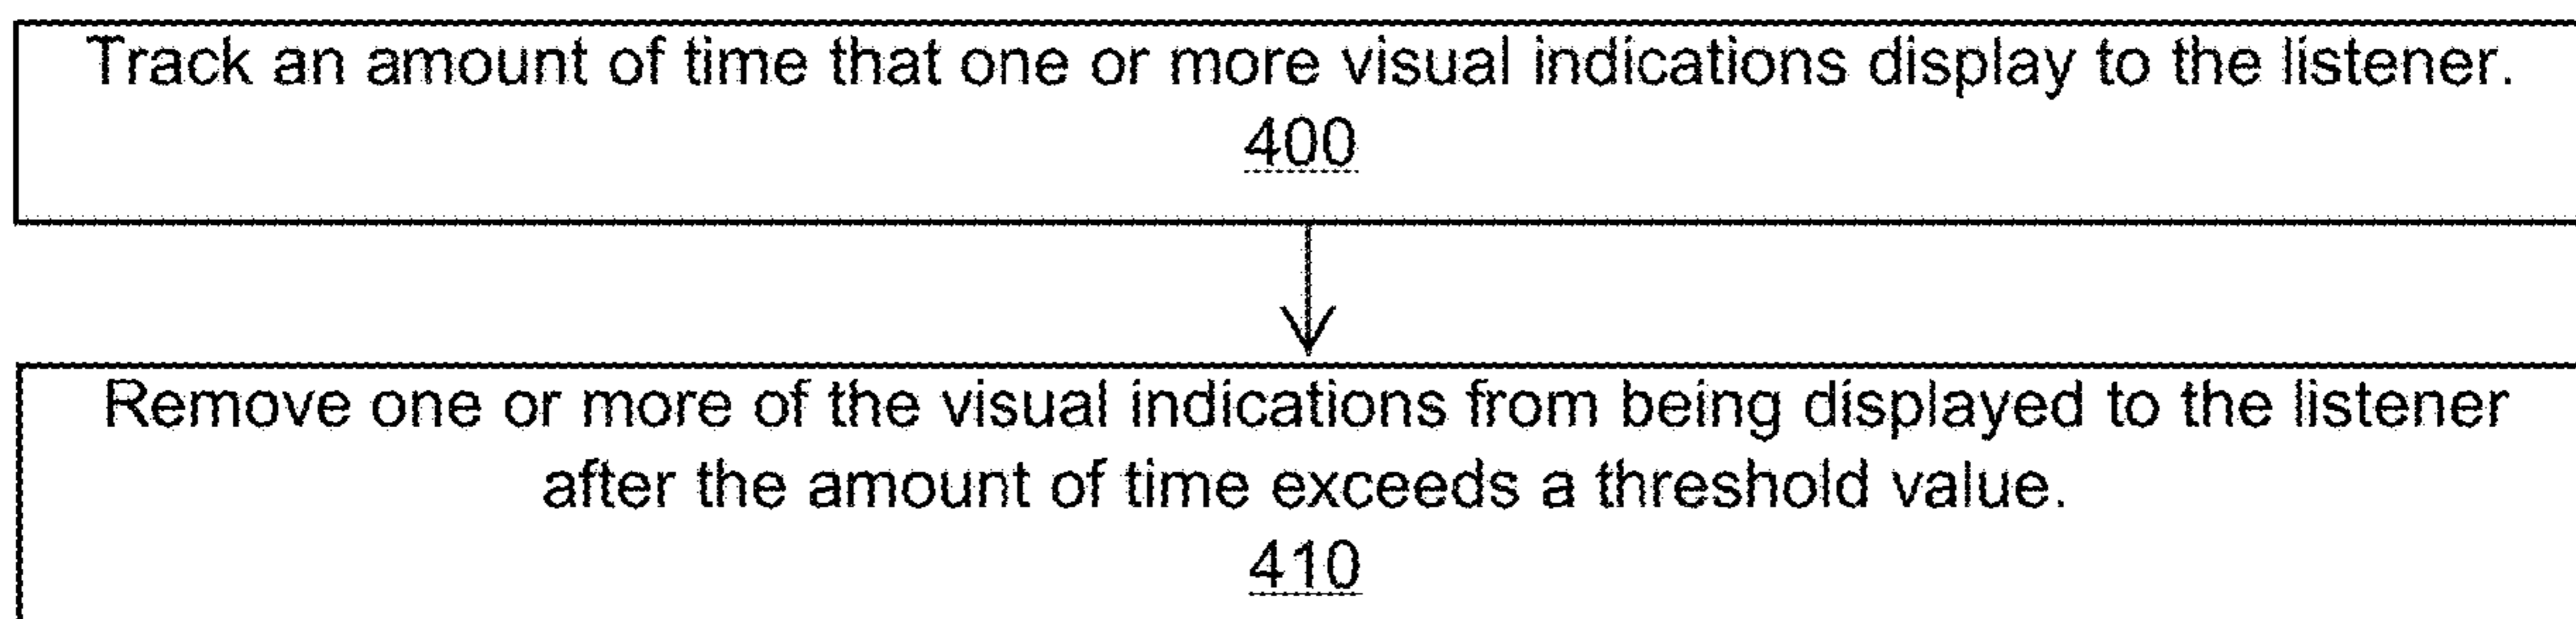 Track an amount of time that one or more visual indications display to the listener.
400
Remove one or more of the visual indications from being displayed to the listener
after the amount of time exceeds a threshold value.
410